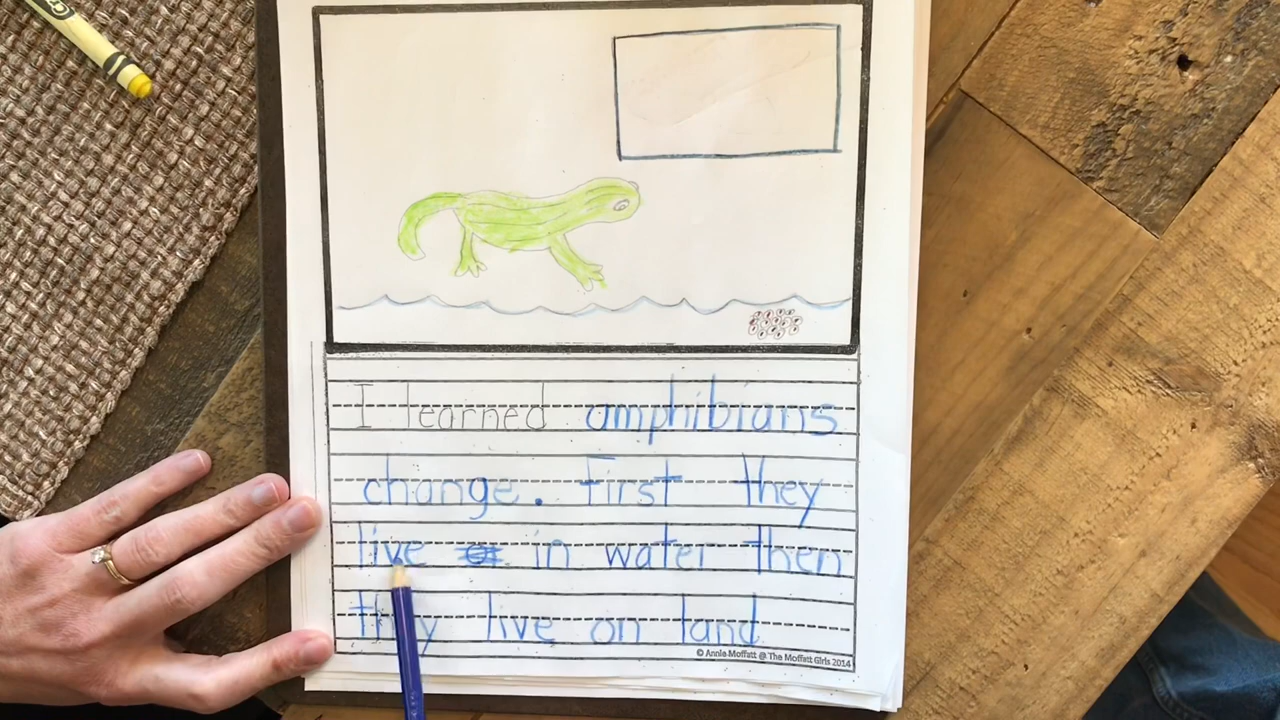 I learned amphibians
change. First they
live in water then
they live on land
© Annie Moffatt @ The Moffatt Girls 2014